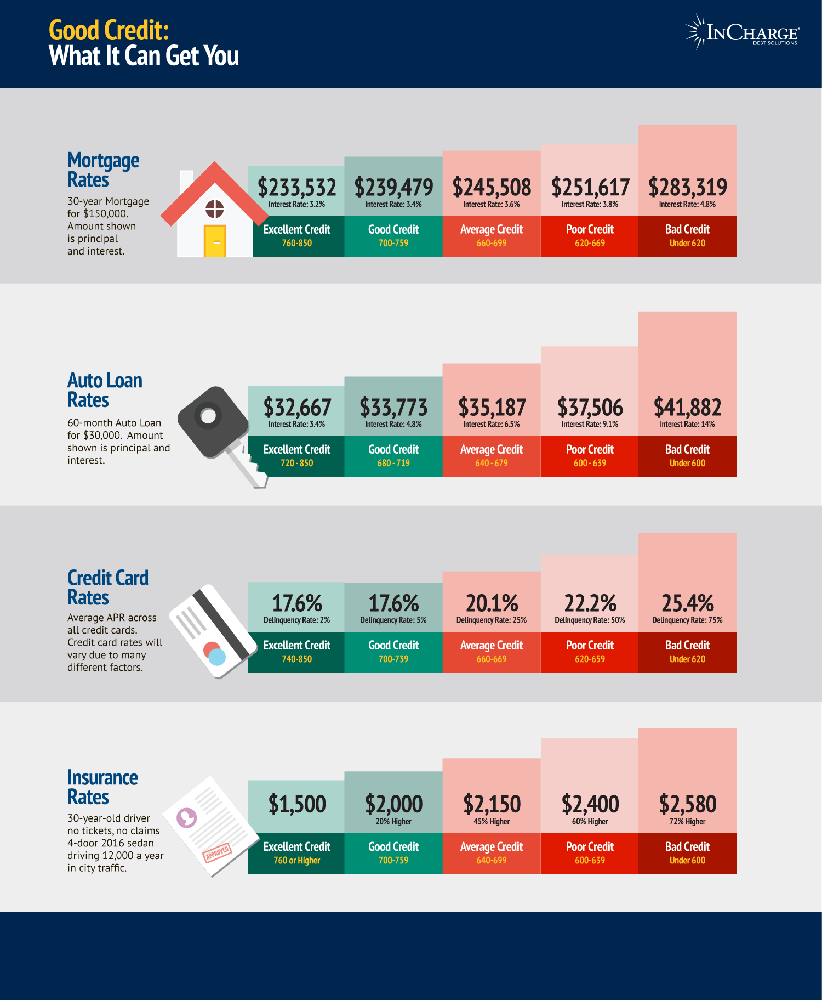 Good Credit:
What It Can Get You
INCHARGE®
DEBT SOLUTIONS
Mortgage
Rates
30-year Mortgage
for $150,000.
Amount shown
is principal
and interest.
$233,532
Interest Rate: 3.2%
Excellent Credit
760-850
$239,479
Interest Rate: 3.4%
Good Credit
700-759
$245,508
Interest Rate: 3.6%
Average Credit
660-699
$251,617
Interest Rate: 3.8%
Poor Credit
620-669
$283,319
Interest Rate: 4.8%
Bad Credit
Under 620
Auto Loan
Rates
60-month Auto Loan
for $30,000. Amount
shown is principal and
interest.
$32,667
Interest Rate: 3.4%
Excellent Credit
720 - 850
$33,773
Interest Rate: 4.8%
Good Credit
680 - 719
$35,187
Interest Rate: 6.5%
Average Credit
640 - 679
$37,506
Interest Rate: 9.1%
Poor Credit
600 - 639
$41,882
Interest Rate: 14%
Bad Credit
Under 600
Credit Card
Rates
Average APR across
all credit cards.
Credit card rates will
vary due to many
different factors.
17.6%
Delinquency Rate: 2%
Excellent Credit
740-850
17.6%
Delinquency Rate: 5%
Good Credit
700-739
20.1%
Delinquency Rate: 25%
Average Credit
660-669
22.2%
Delinquency Rate: 50%
Poor Credit
620-659
25.4%
Delinquency Rate: 75%
Bad Credit
Under 620
Insurance
Rates
30-year-old driver
no tickets, no claims
4-door 2016 sedan
driving 12,000 a year
in city traffic.
APPROVED
$1,500
Excellent Credit
760 or Higher
$2,000
20% Higher
Good Credit
700-759
$2,150
45% Higher
Average Credit
640-699
$2,400
60% Higher
Poor Credit
600-639
$2,580
72% Higher
Bad Credit
Under 600